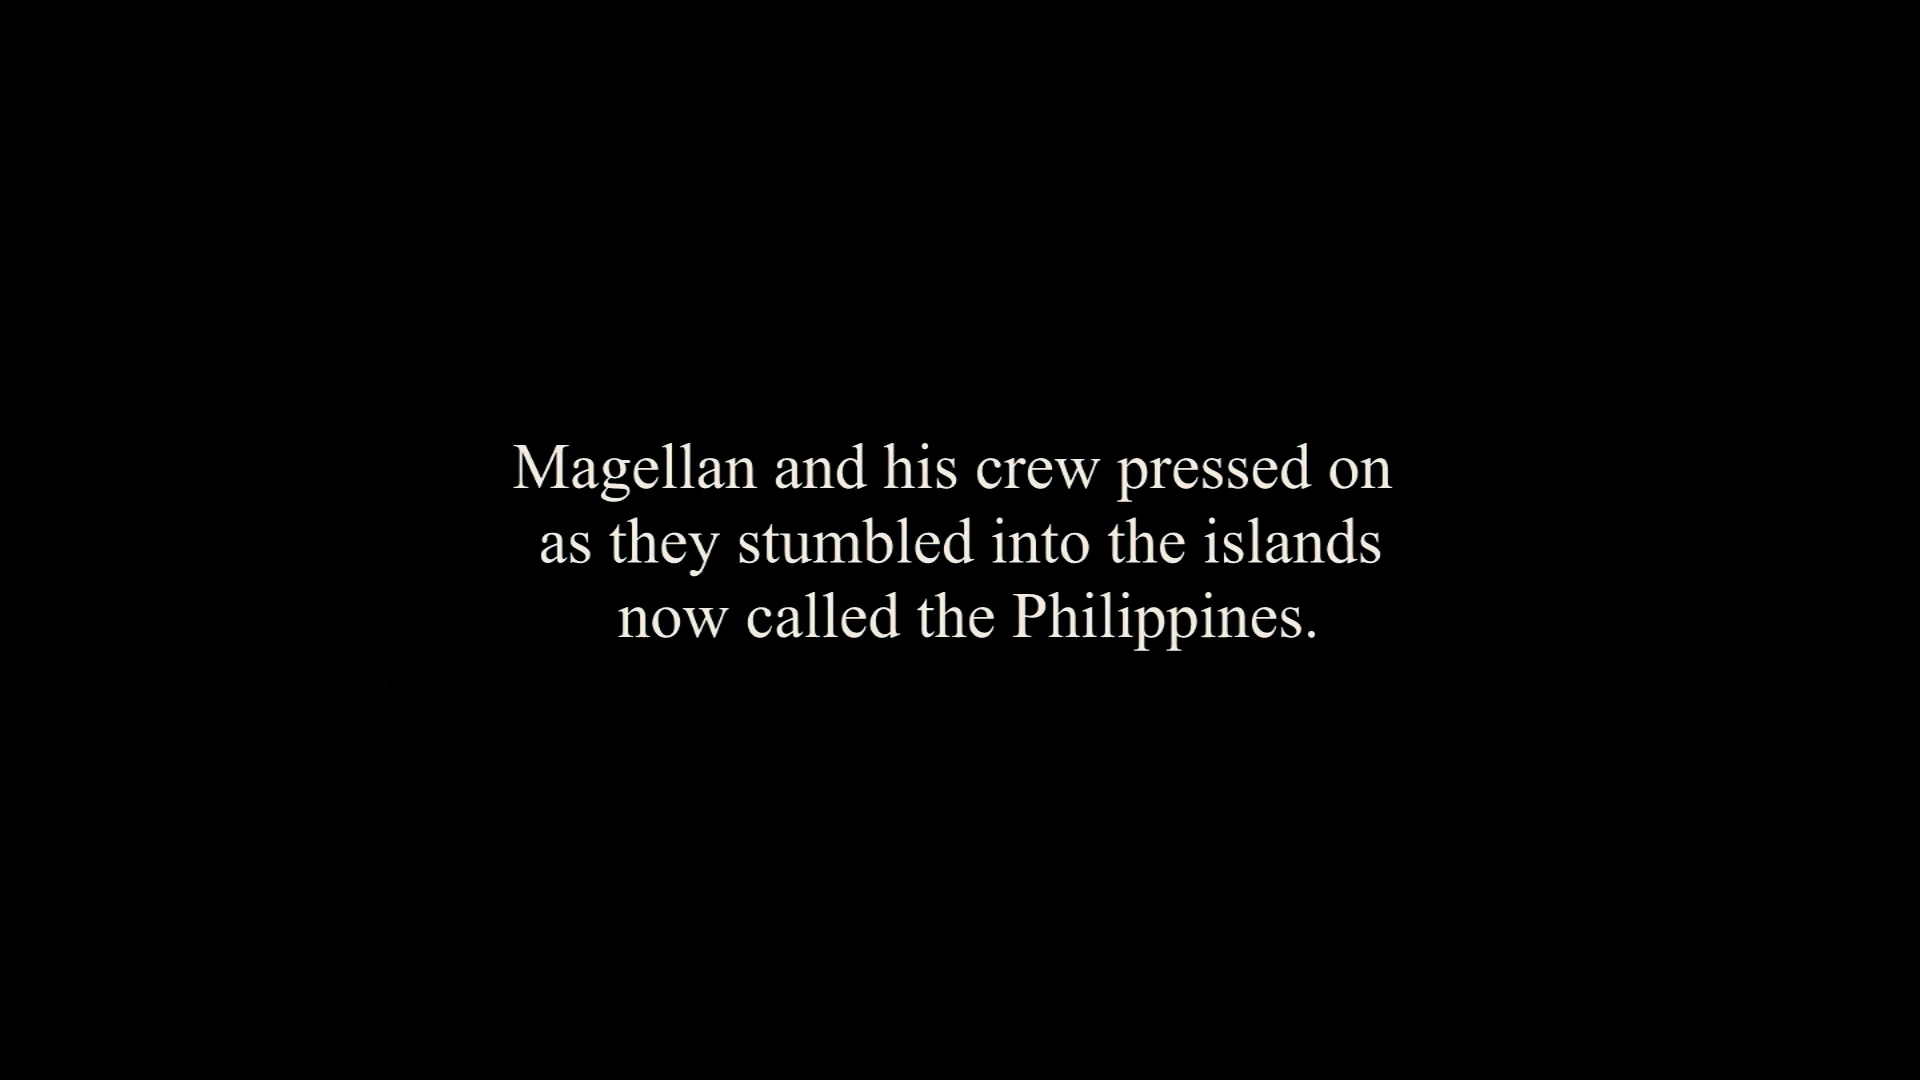 Magellan and his crew pressed on
as they stumbled into the islands
now called the Philippines.